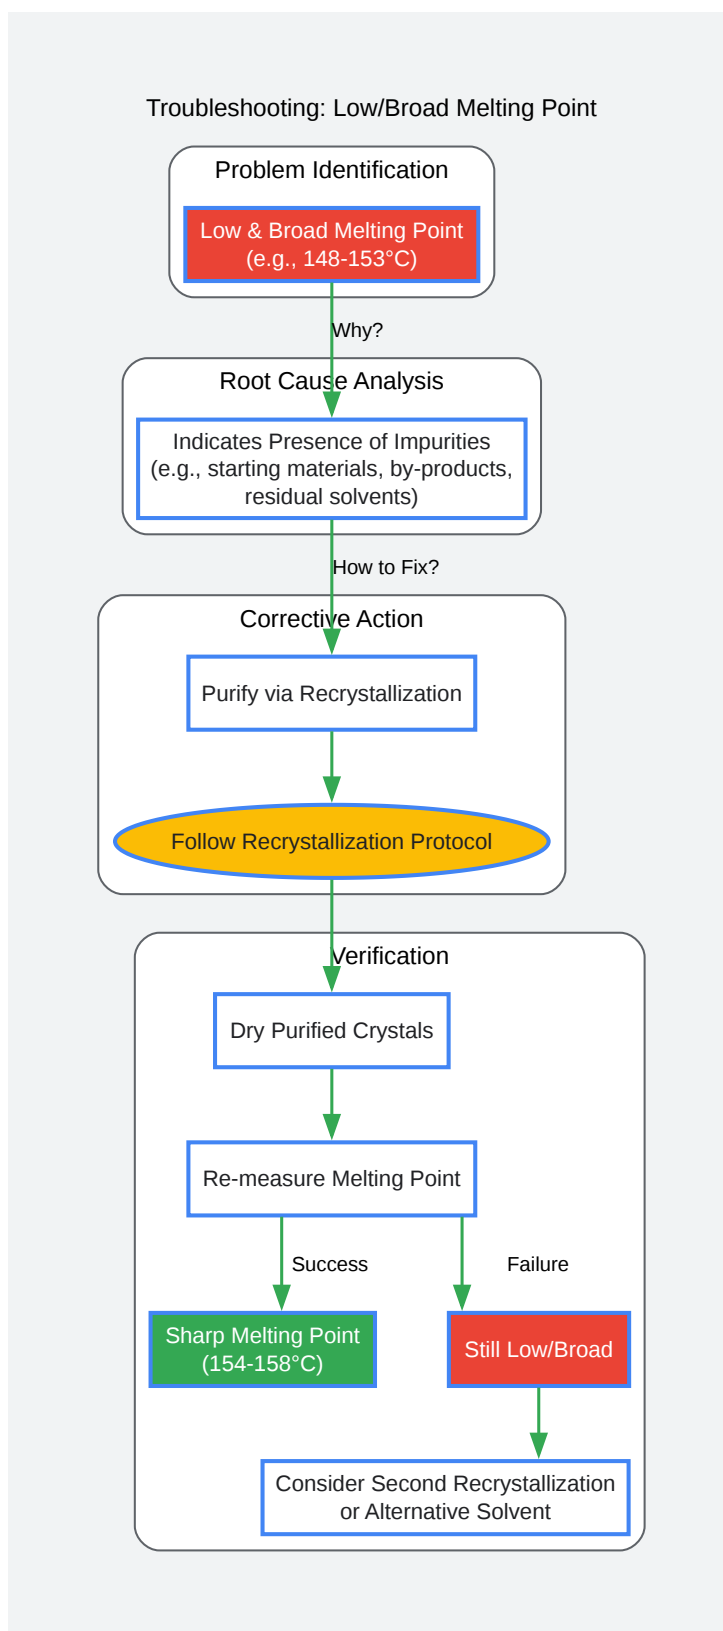 Troubleshooting: Low/Broad Melting Point
Problem Identification
Low & Broad Melting Point
(e.g., 148-153°C)
Why?
Root Cause Analysis
Indicates Presence of Impurities
(e.g., starting materials, by-products,
residual solvents)
How to Fix?
Corrective Action
Purify via Recrystallization
Follow Recrystallization Protocol
Verification
Dry Purified Crystals
Re-measure Melting Point
Success
Failure
Sharp Melting Point
(154-158°C)
Still Low/Broad
Consider Second Recrystallization
or Alternative Solvent